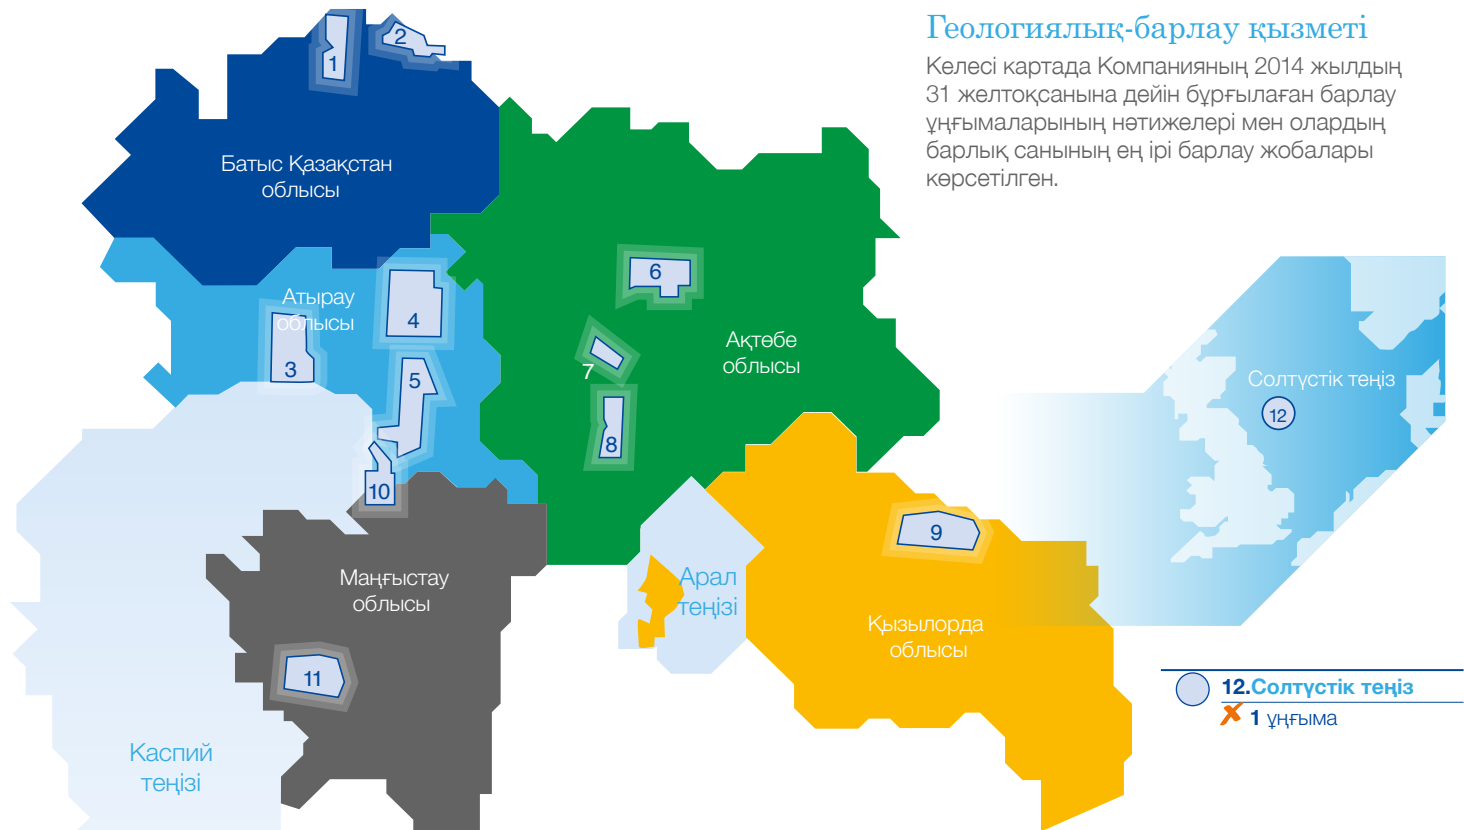 Геологиялық-барлау қызметі
Келесі картада Компанияның 2014 жылдың
31 желтоқсанына дейін бұрғылаған барлау
ұңғымаларының нәтижелері мен олардың
барлық санының ең ірі барлау жобалары
көрсетілген.
1
2
Батыс Қазақстан
облысы
Атырау
облысы
3
4
5
6
7
8
Ақтөбе
облысы
Солтүстік теңіз
12
10
9
Маңғыстау
облысы
Арал
теңізі
Қызылорда
облысы
11
Каспий
теңізі
12.Солтүстік теңіз
1 ұңғыма